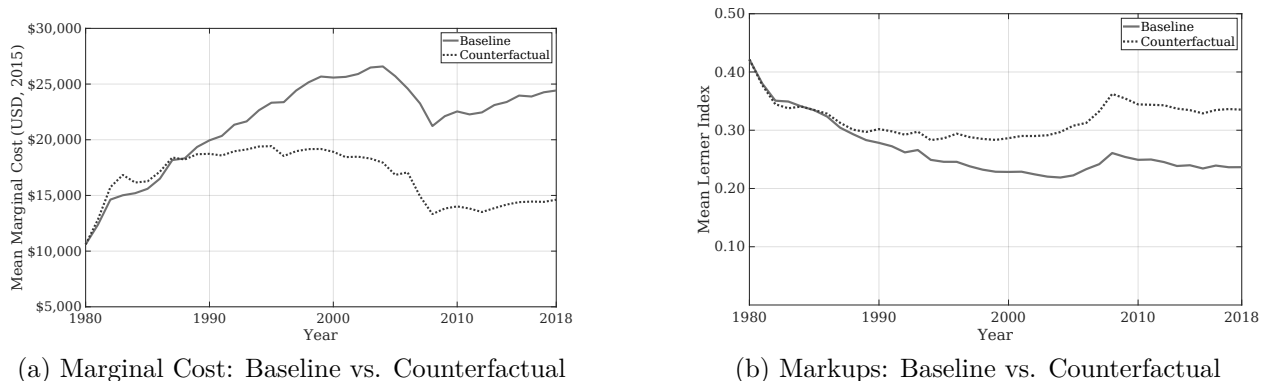 $30,000
$25,000
$20,000
$15,000
$10,000
$5,000
Mean Marginal Cost (USD, 2015)
Baseline
Counterfactual
1980
1990
2000
2010
2018
Year
(a) Marginal Cost: Baseline vs. Counterfactual
0.50
0.40
0.30
0.20
0.10
Mean Lerner Index
Baseline
Counterfactual
1980
1990
2000
2010
2018
Year
(b) Markups: Baseline vs. Counterfactual